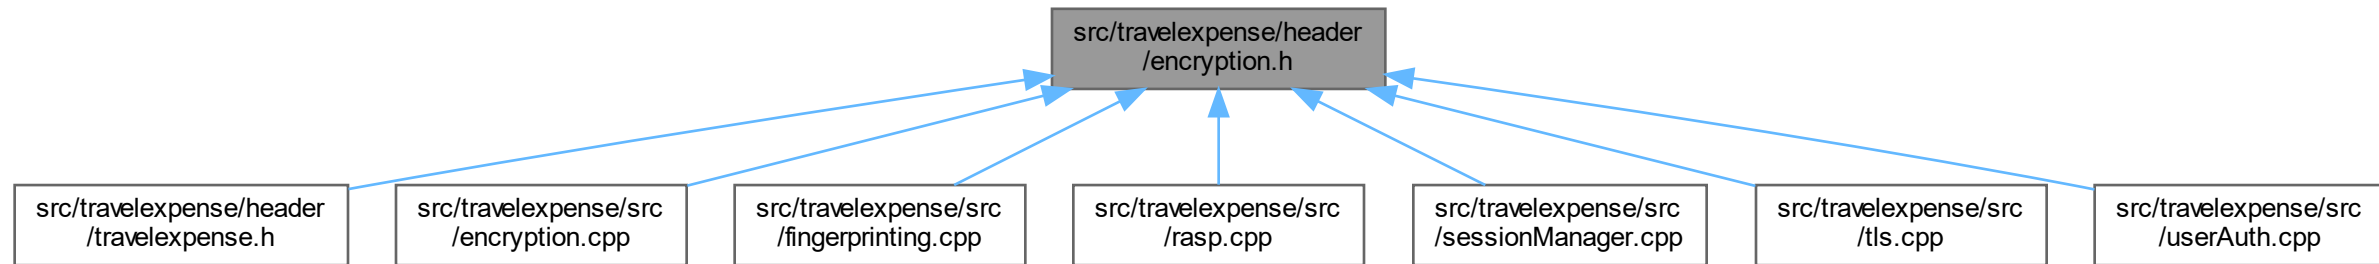 src/travelexpense/header
/encryption.h
src/travelexpense/header
/travelexpense.h
src/travelexpense/src
/encryption.cpp
src/travelexpense/src
/fingerprinting.cpp
src/travelexpense/src
/rasp.cpp
src/travelexpense/src
/sessionManager.cpp
src/travelexpense/src
/tls.cpp
src/travelexpense/src
/userAuth.cpp